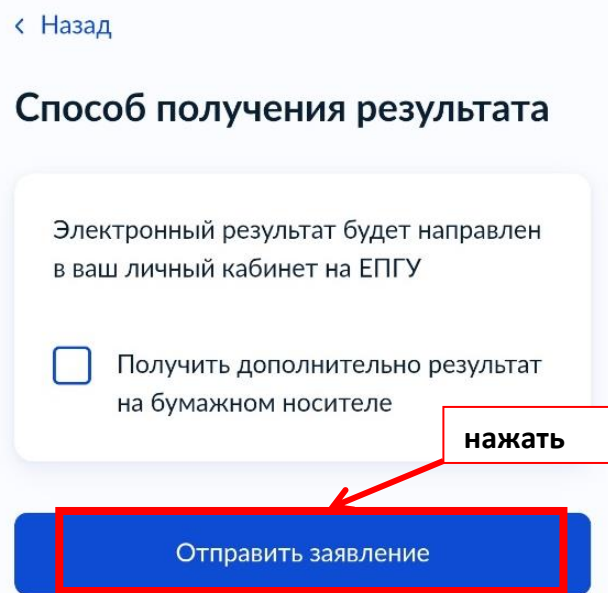 Назад
Способ получения результата
Электронный результат будет направлен
в ваш личный кабинет на ЕПГУ
Получить дополнительно результат
на бумажном носителе
нажать
Отправить заявление